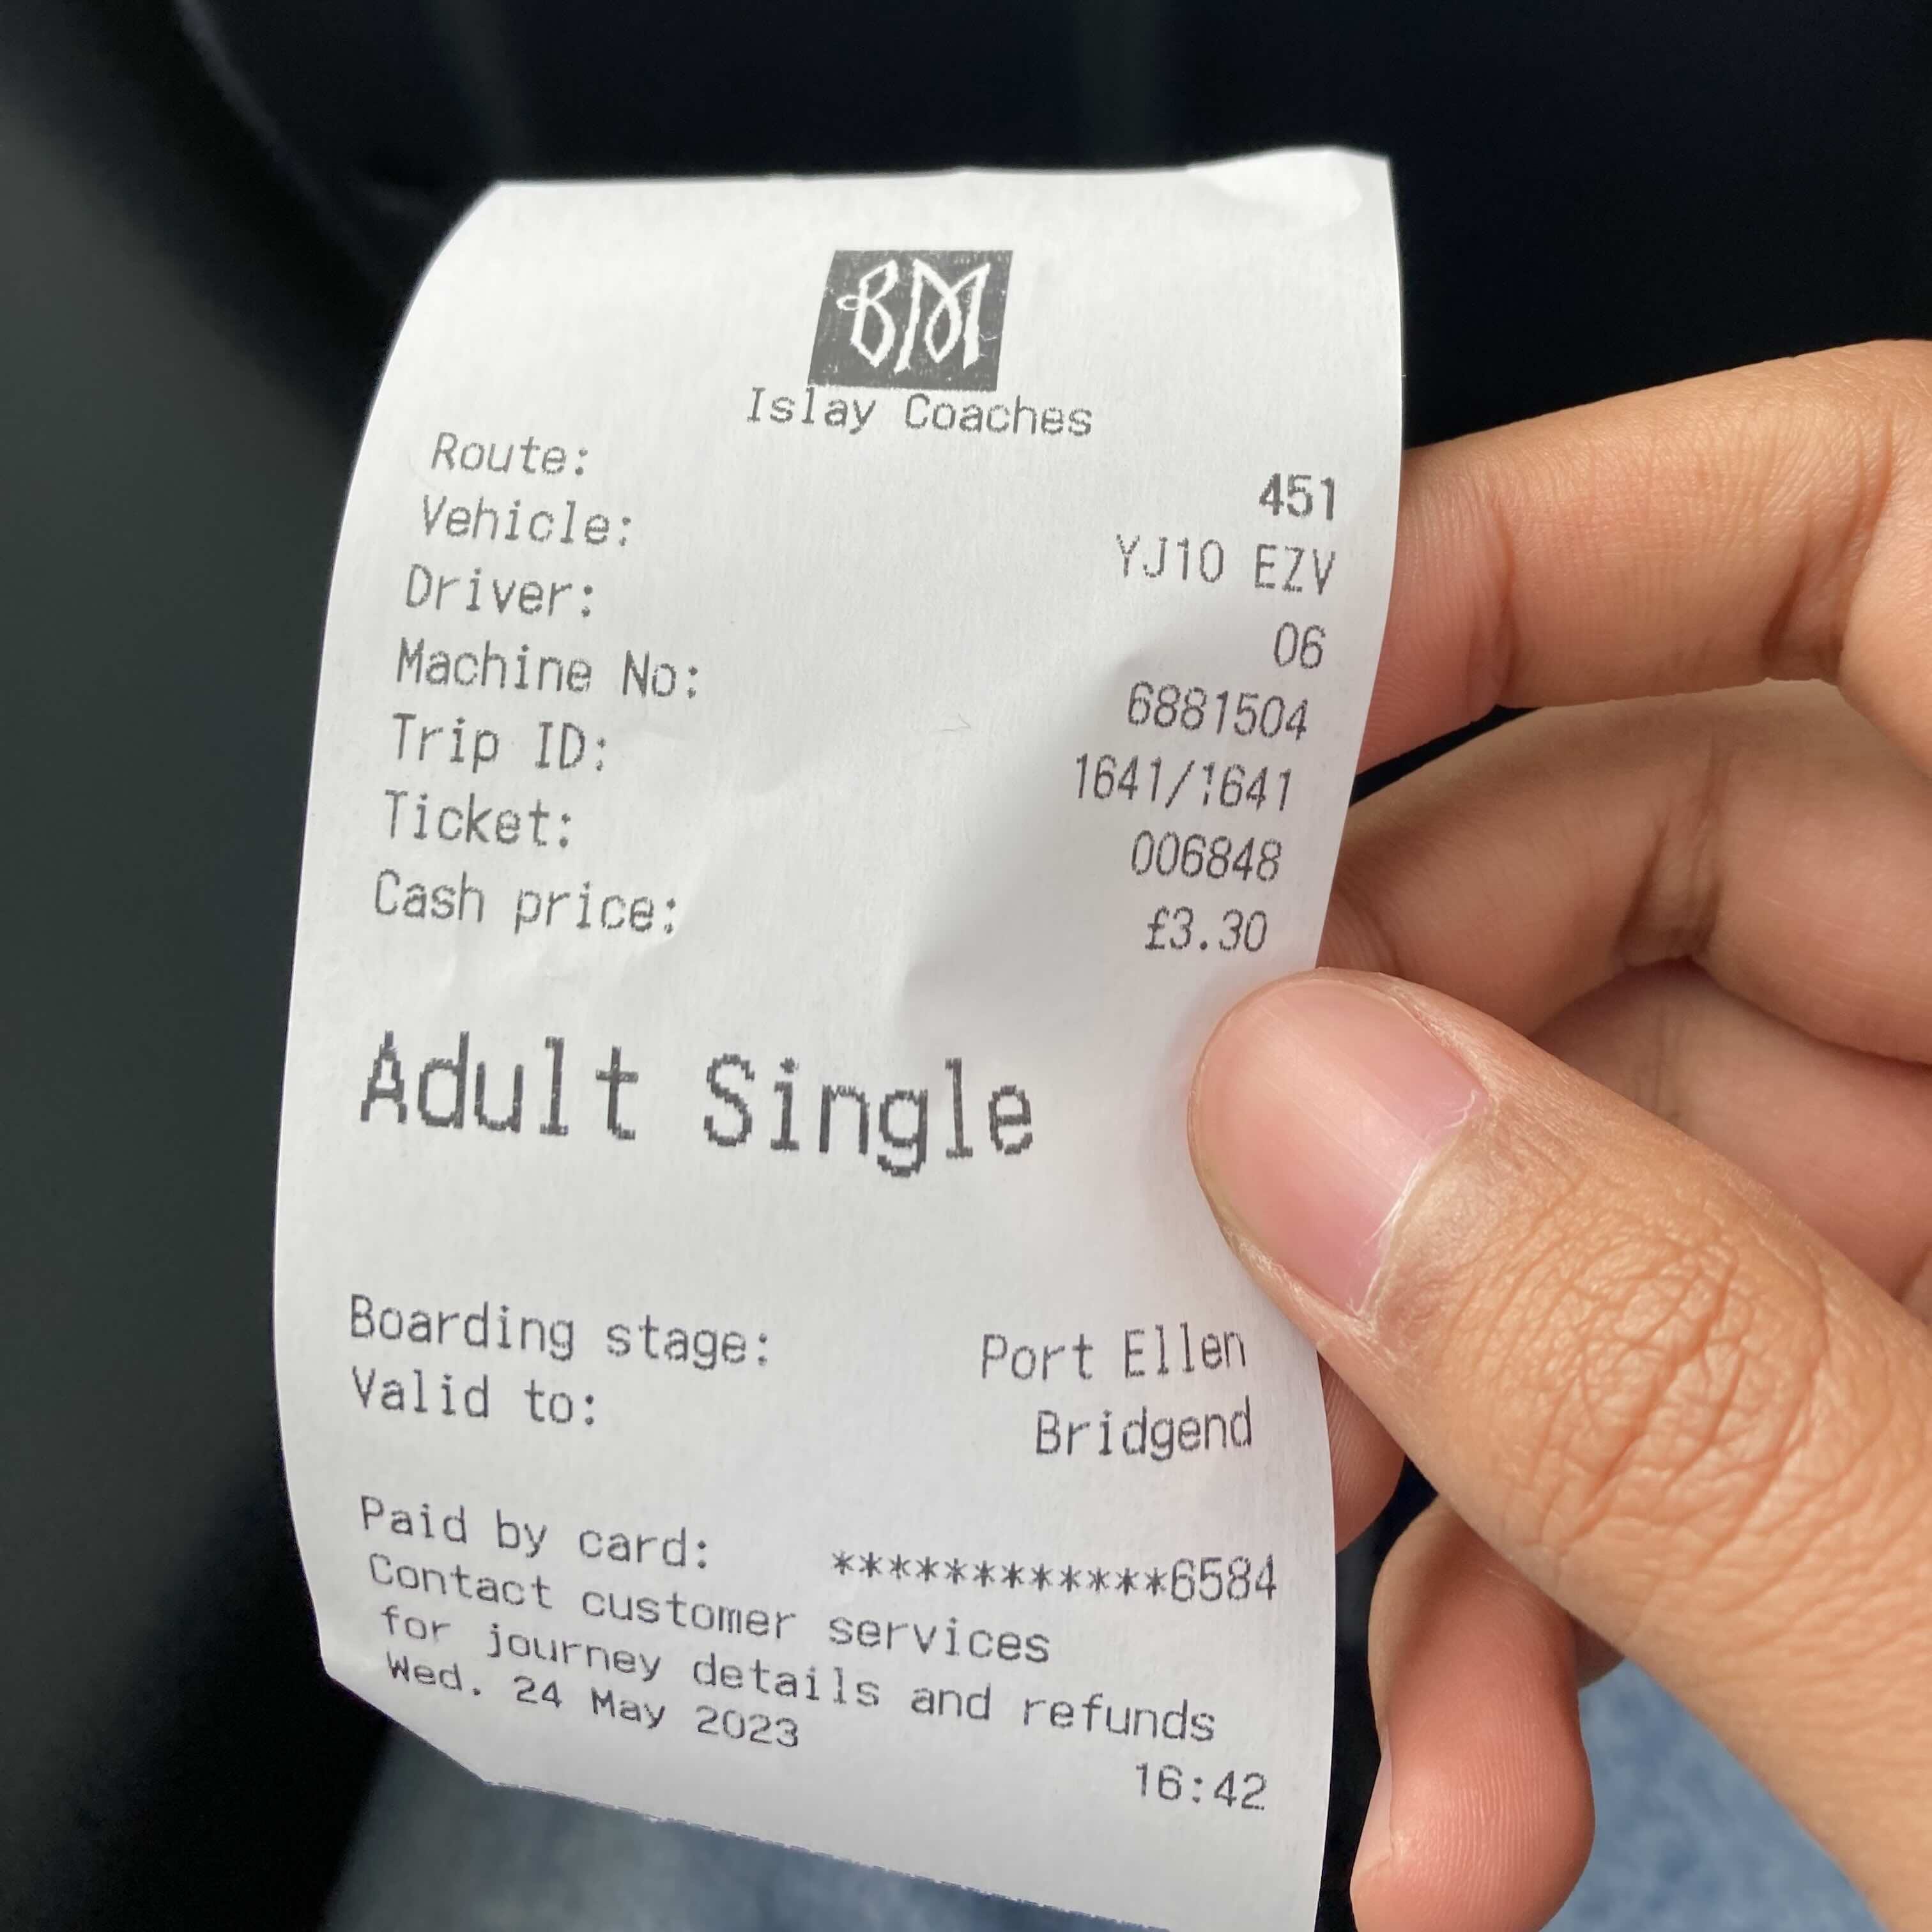 BM
Islay Coaches
Route: 451
Vehicle: YJ10 EZV
Driver: 06
Machine No: 6881504
Trip ID: 1641/1641
Ticket: 006848
Cash price: £3.30
Adult Single
Boarding stage: Port Ellen
Valid to: Bridgend
Paid by card: ************6584
Contact customer services
for journey details and refunds
Wed. 24 May 2023 16:42